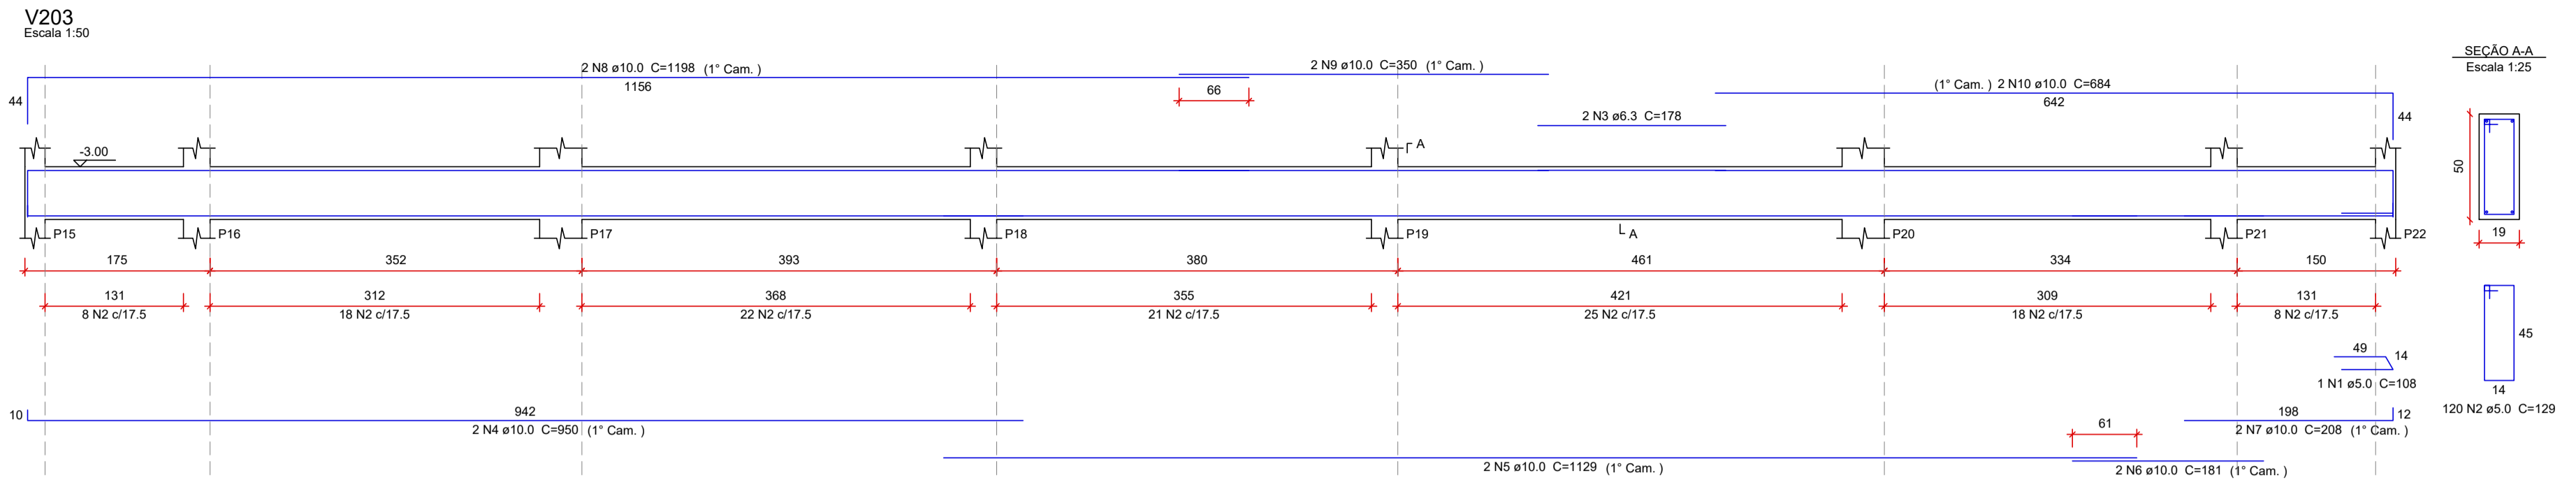 V203
Escala 1:50
2 N8 ø10.0 C=1198 (1° Cam. )
1156
44
2 N9 ø10.0 C=350 (1° Cam. )
66
(1° Cam. ) 2 N10 ø10.0 C=684
642
44
2 N3 ø6.3 C=178
SEÇÃO A-A
Escala 1:25
-3.00
A
50
19
P15
P16
P17
P18
P19
A
P20
P21
P22
175
352
393
380
461
334
150
131
312
368
355
421
309
131
8 N2 c/17.5
18 N2 c/17.5
22 N2 c/17.5
21 N2 c/17.5
25 N2 c/17.5
18 N2 c/17.5
8 N2 c/17.5
45
14
120 N2 ø5.0 C=129
49
14
1 N1 ø5.0 C=108
10
942
2 N4 ø10.0 C=950 (1° Cam. )
198
12
2 N7 ø10.0 C=208 (1° Cam. )
61
2 N5 ø10.0 C=1129 (1° Cam. )
2 N6 ø10.0 C=181 (1° Cam. )